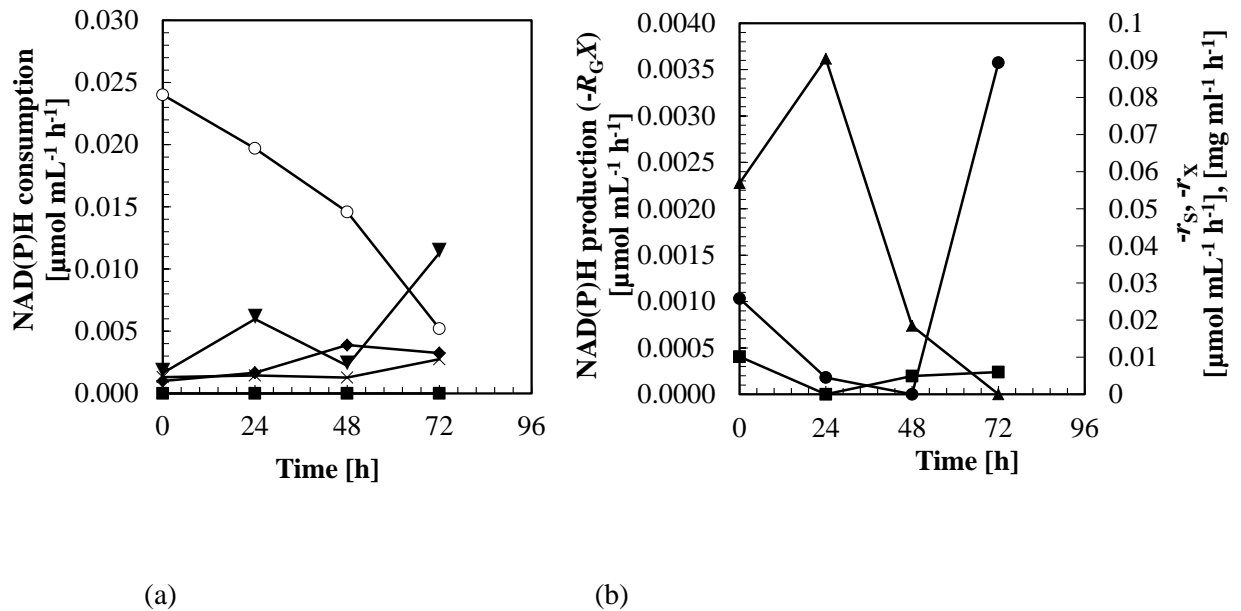 NAD(P)H consumption
[µmol mL⁻¹ h⁻¹]
0.030
0.025
0.020
0.015
0.010
0.005
0.000
0 24 48 72 96
Time [h]
NAD(P)H production (-R_GX)
[µmol mL⁻¹ h⁻¹]
0.0040
0.0035
0.0030
0.0025
0.0020
0.0015
0.0010
0.0005
0.0000
0 24 48 72 96
Time [h]
0.1
0.09
0.08
0.07
0.06
0.05
0.04
0.03
0.02
0.01
0
-r_S, -r_X
[µmol mL⁻¹ h⁻¹], [mg ml⁻¹ h⁻¹]
(a) (b)